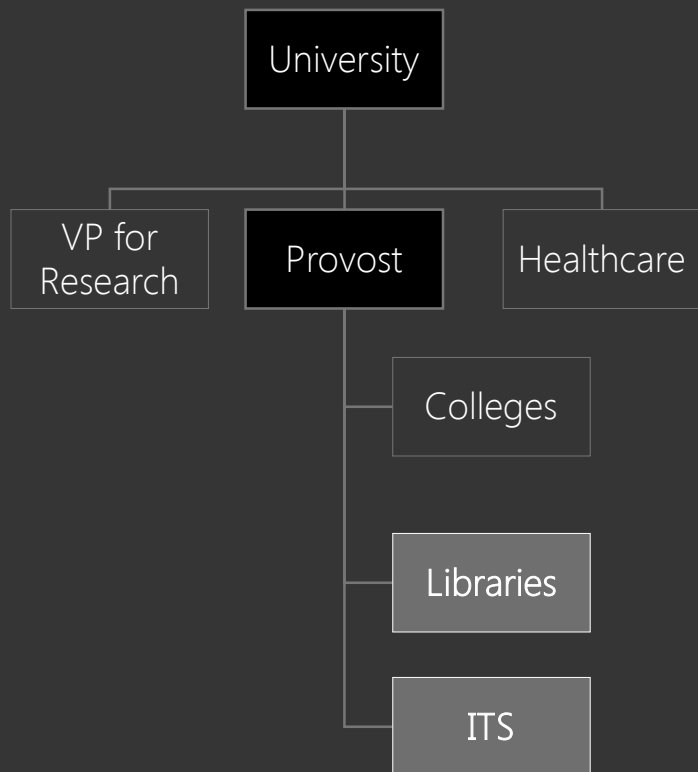 University
VP for
Research
Provost
Healthcare
Colleges
Libraries
ITS